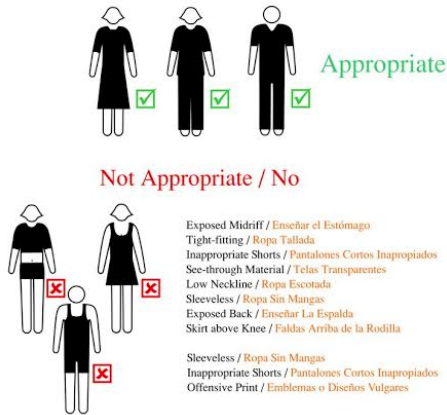 Appropriate
Not Appropriate / No
Exposed Midriff / Enseñar el Estómago
Tight-fitting / Ropa Tallada
Inappropriate Shorts / Pantalones Cortos Inapropiados
See-through Material / Telas Transparentes
Low Neckline / Ropa Escotada
Sleeveless / Ropa Sin Mangas
Exposed Back / Enseñar La Espalda
Skirt above Knee / Faldas Arriba de la Rodilla
Sleeveless / Ropa Sin Mangas
Inappropriate Shorts / Pantalones Cortos Inapropiados
Offensive Print / Emblemas o Diseños Vulgares